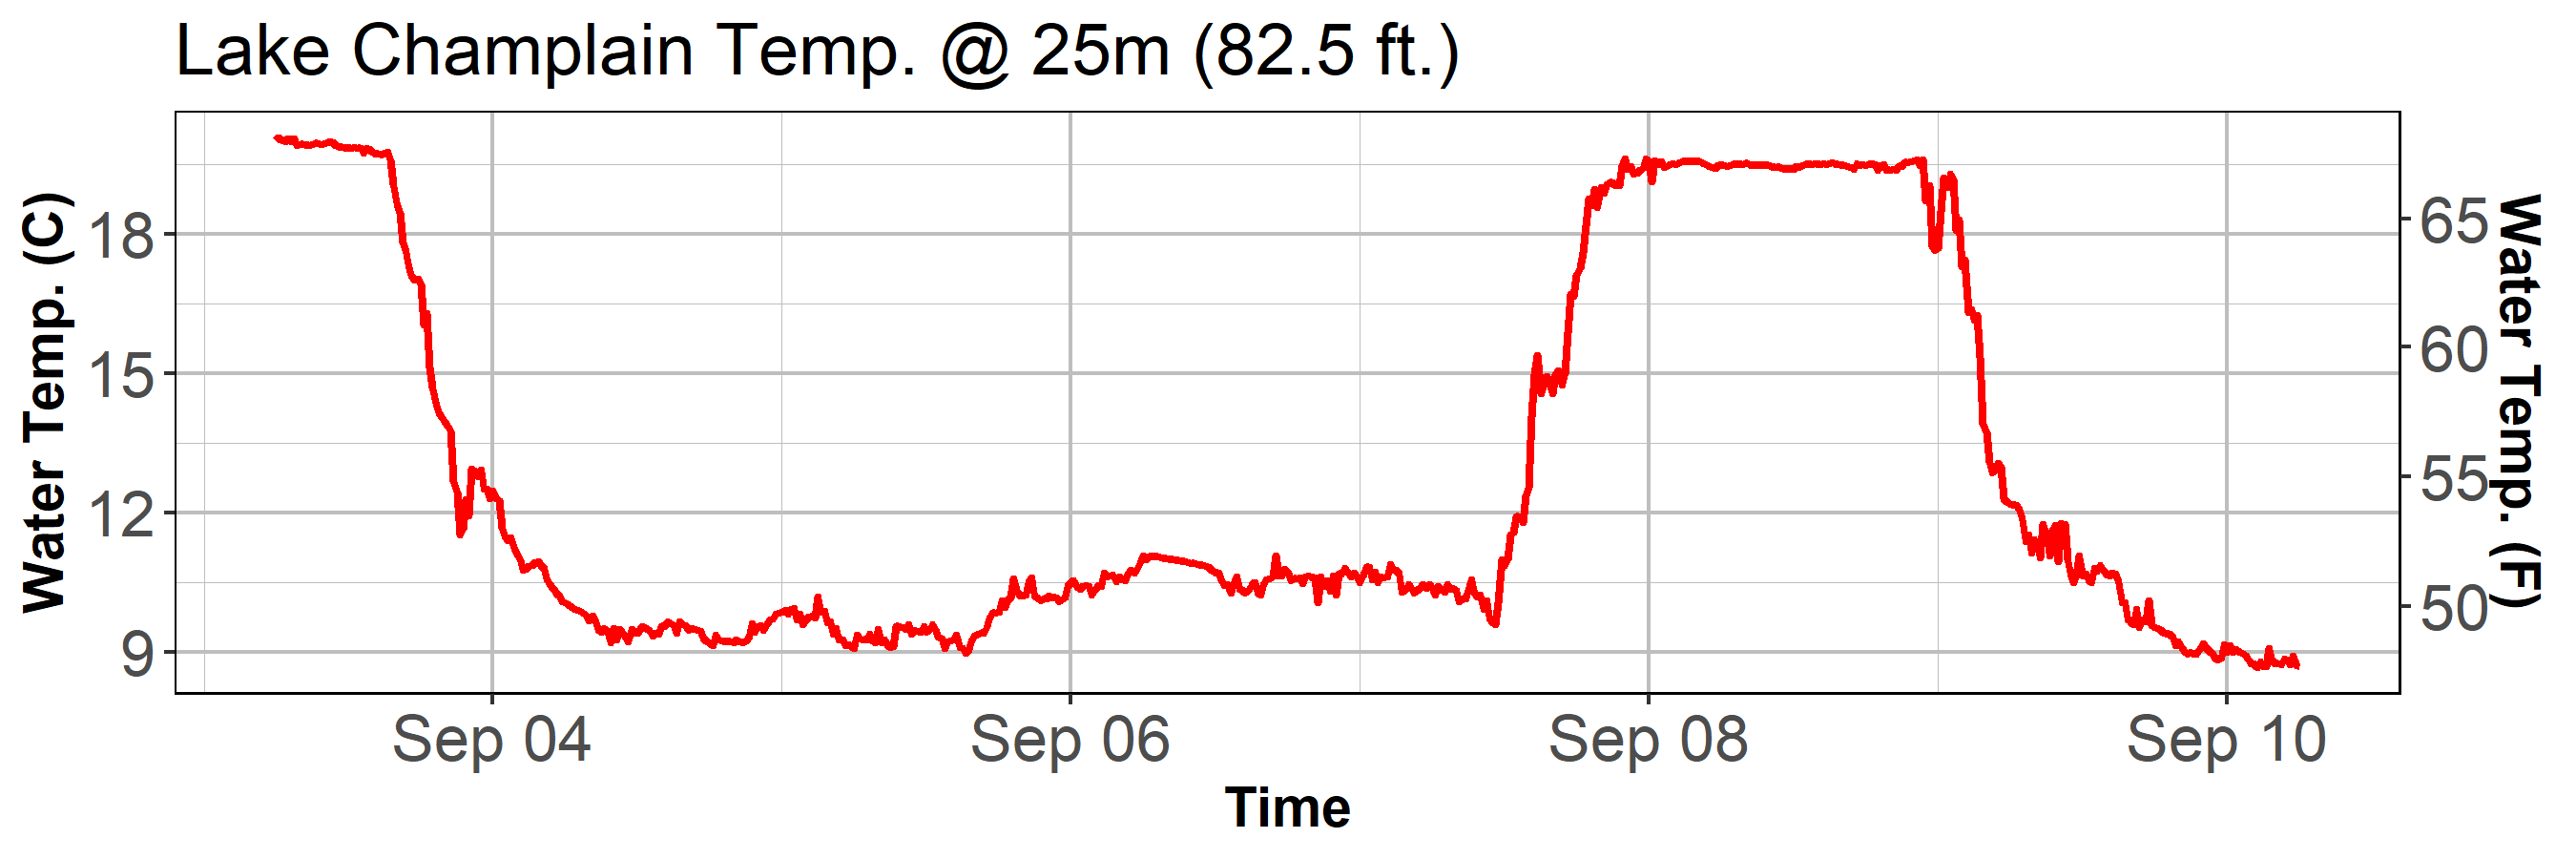 Lake Champlain Temp. @ 25m (82.5 ft.)
Water Temp. (C)
18
15
12
9
65
60
55
50
Water Temp. (F)
Sep 04 Sep 06 Sep 08 Sep 10
Time